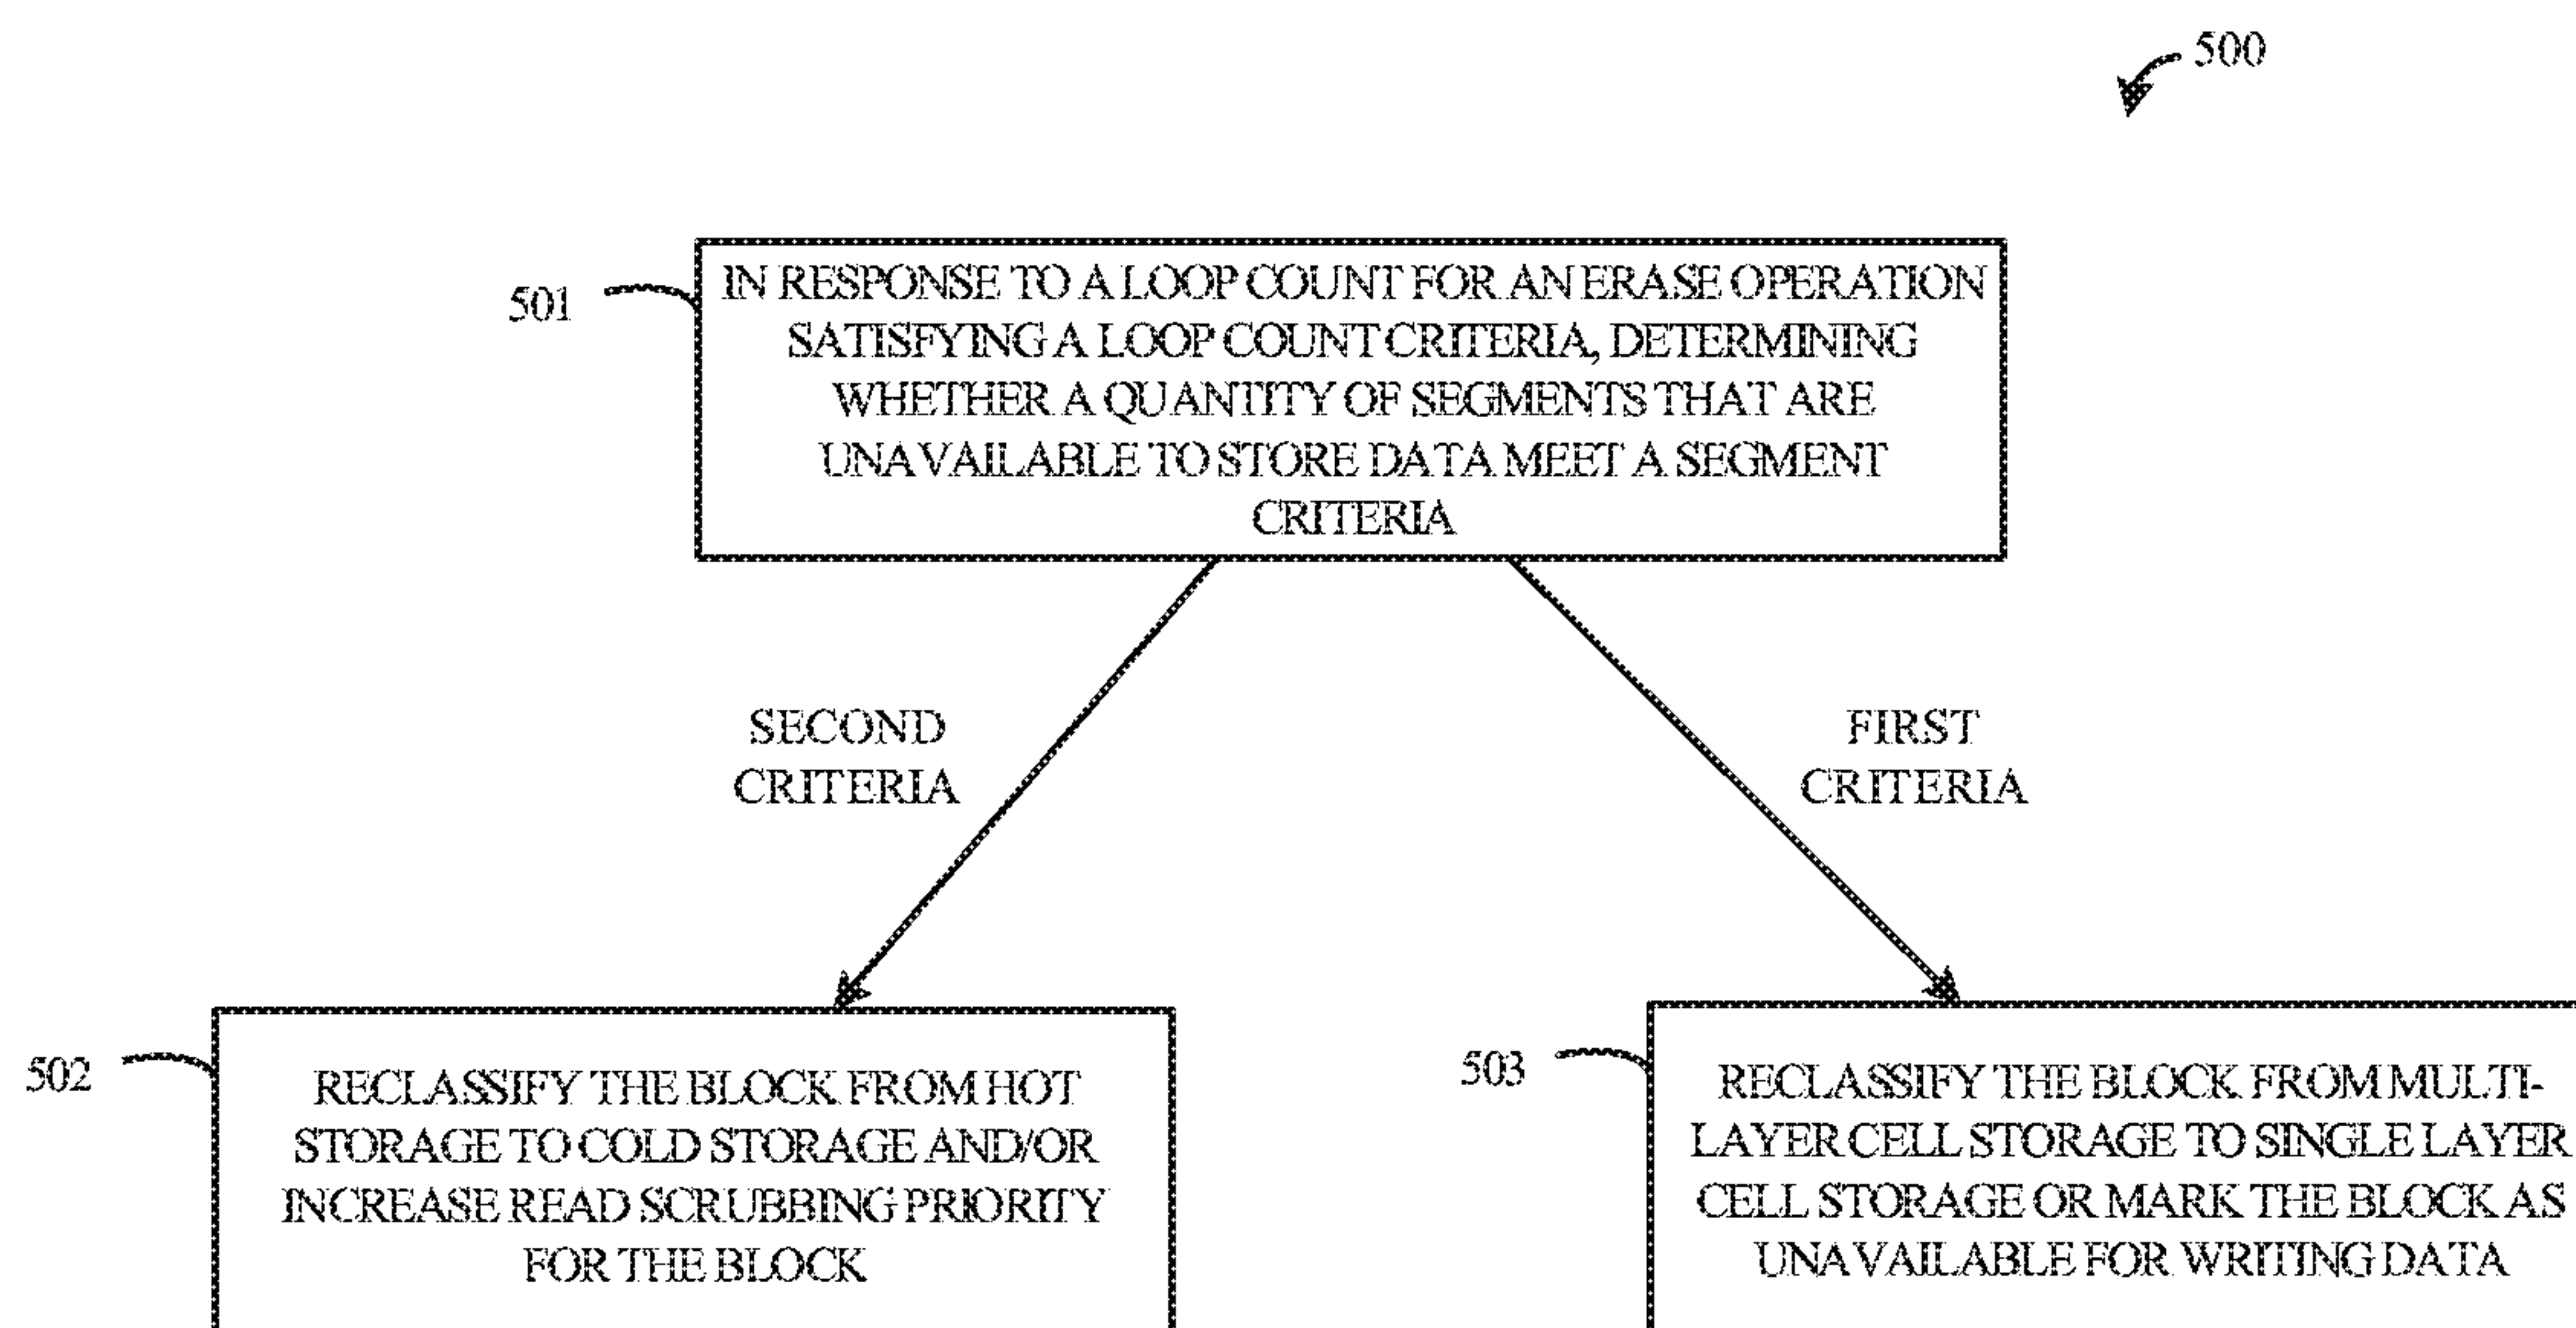 500
501
IN RESPONSE TO A LOOP COUNT FOR AN ERASE OPERATION
SATISFYING A LOOP COUNT CRITERIA, DETERMINING
WHETHER A QUANTITY OF SEGMENTS THAT ARE
UNAVAILABLE TO STORE DATA MEET A SEGMENT
CRITERIA
SECOND
CRITERIA
FIRST
CRITERIA
502
RECLASSIFY THE BLOCK FROM HOT
STORAGE TO COLD STORAGE AND/OR
INCREASE READ SCRUBBING PRIORITY
FOR THE BLOCK
503
RECLASSIFY THE BLOCK FROM MULTI-
LAYER CELL STORAGE TO SINGLE LAYER
CELL STORAGE OR MARK THE BLOCK AS
UNAVAILABLE FOR WRITING DATA